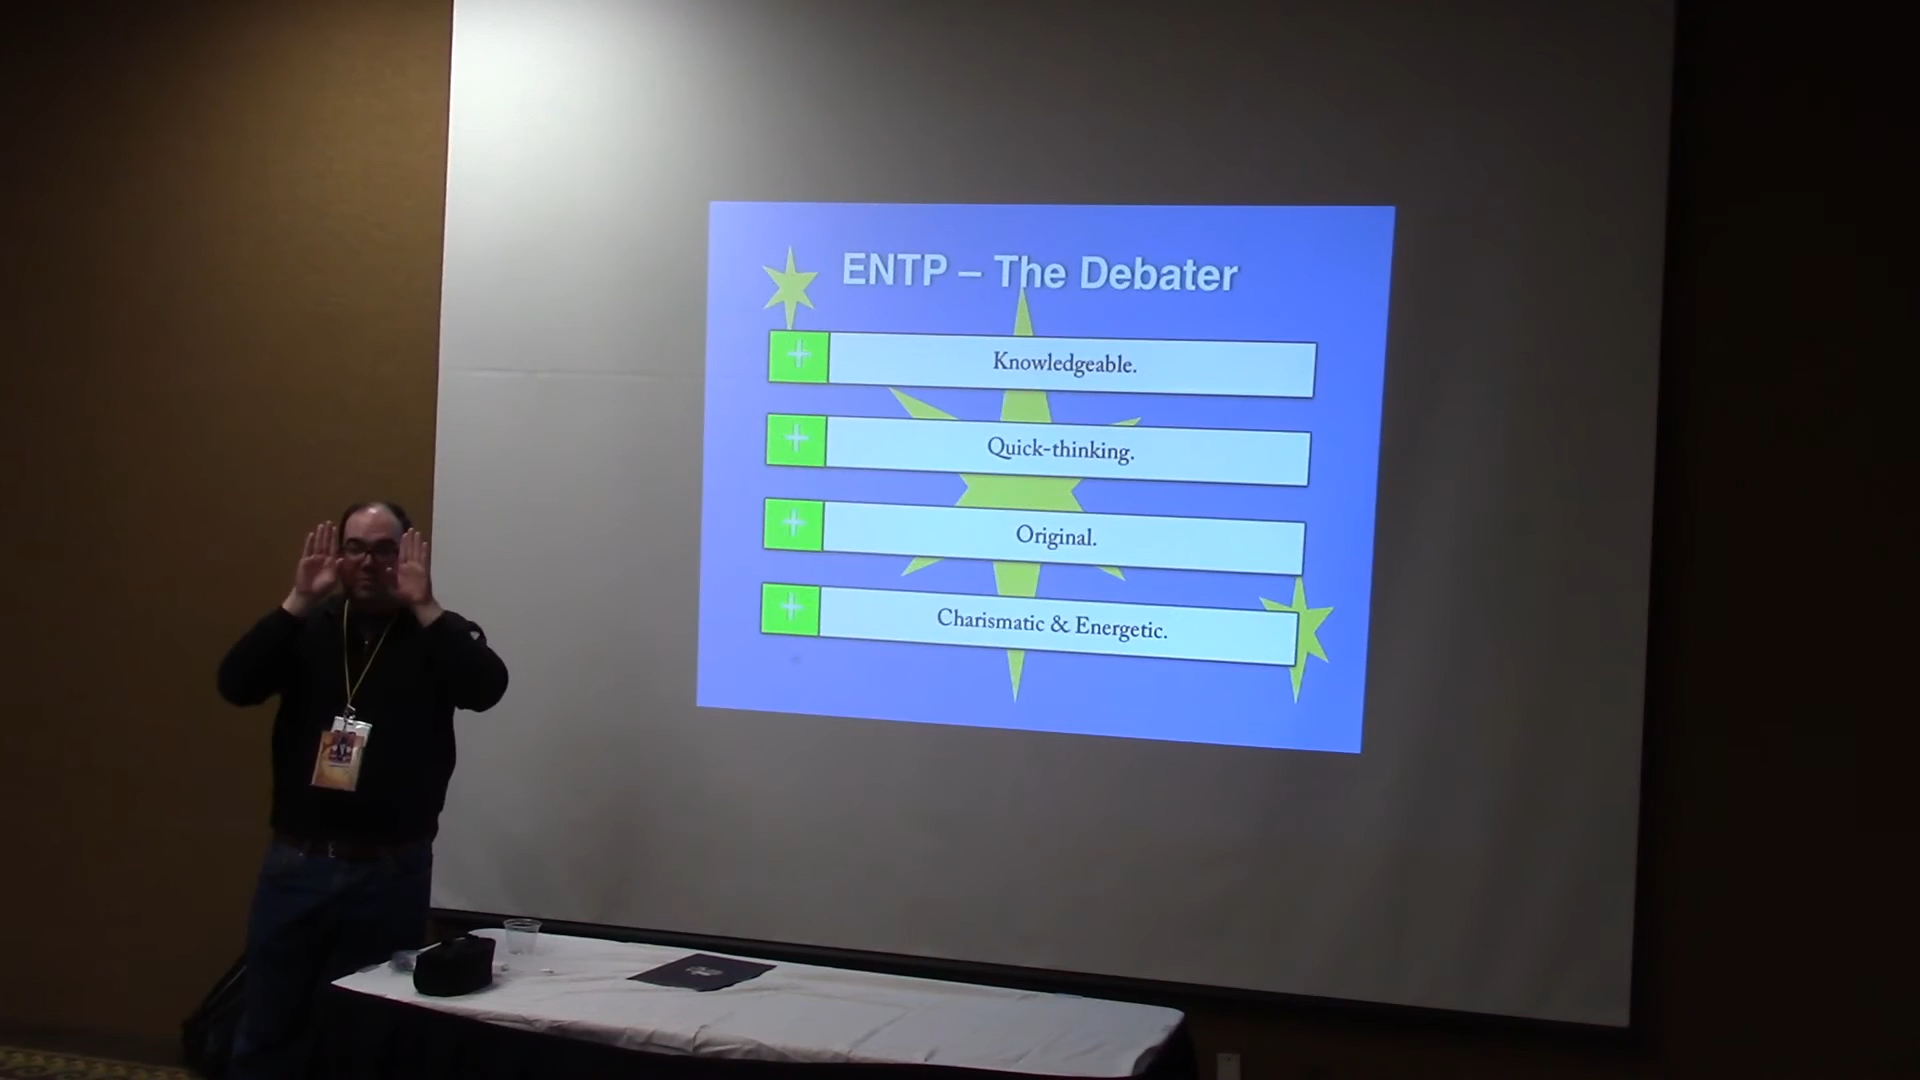 ENTP – The Debater
+ Knowledgeable.
+ Quick-thinking.
+ Original.
+ Charismatic & Energetic.